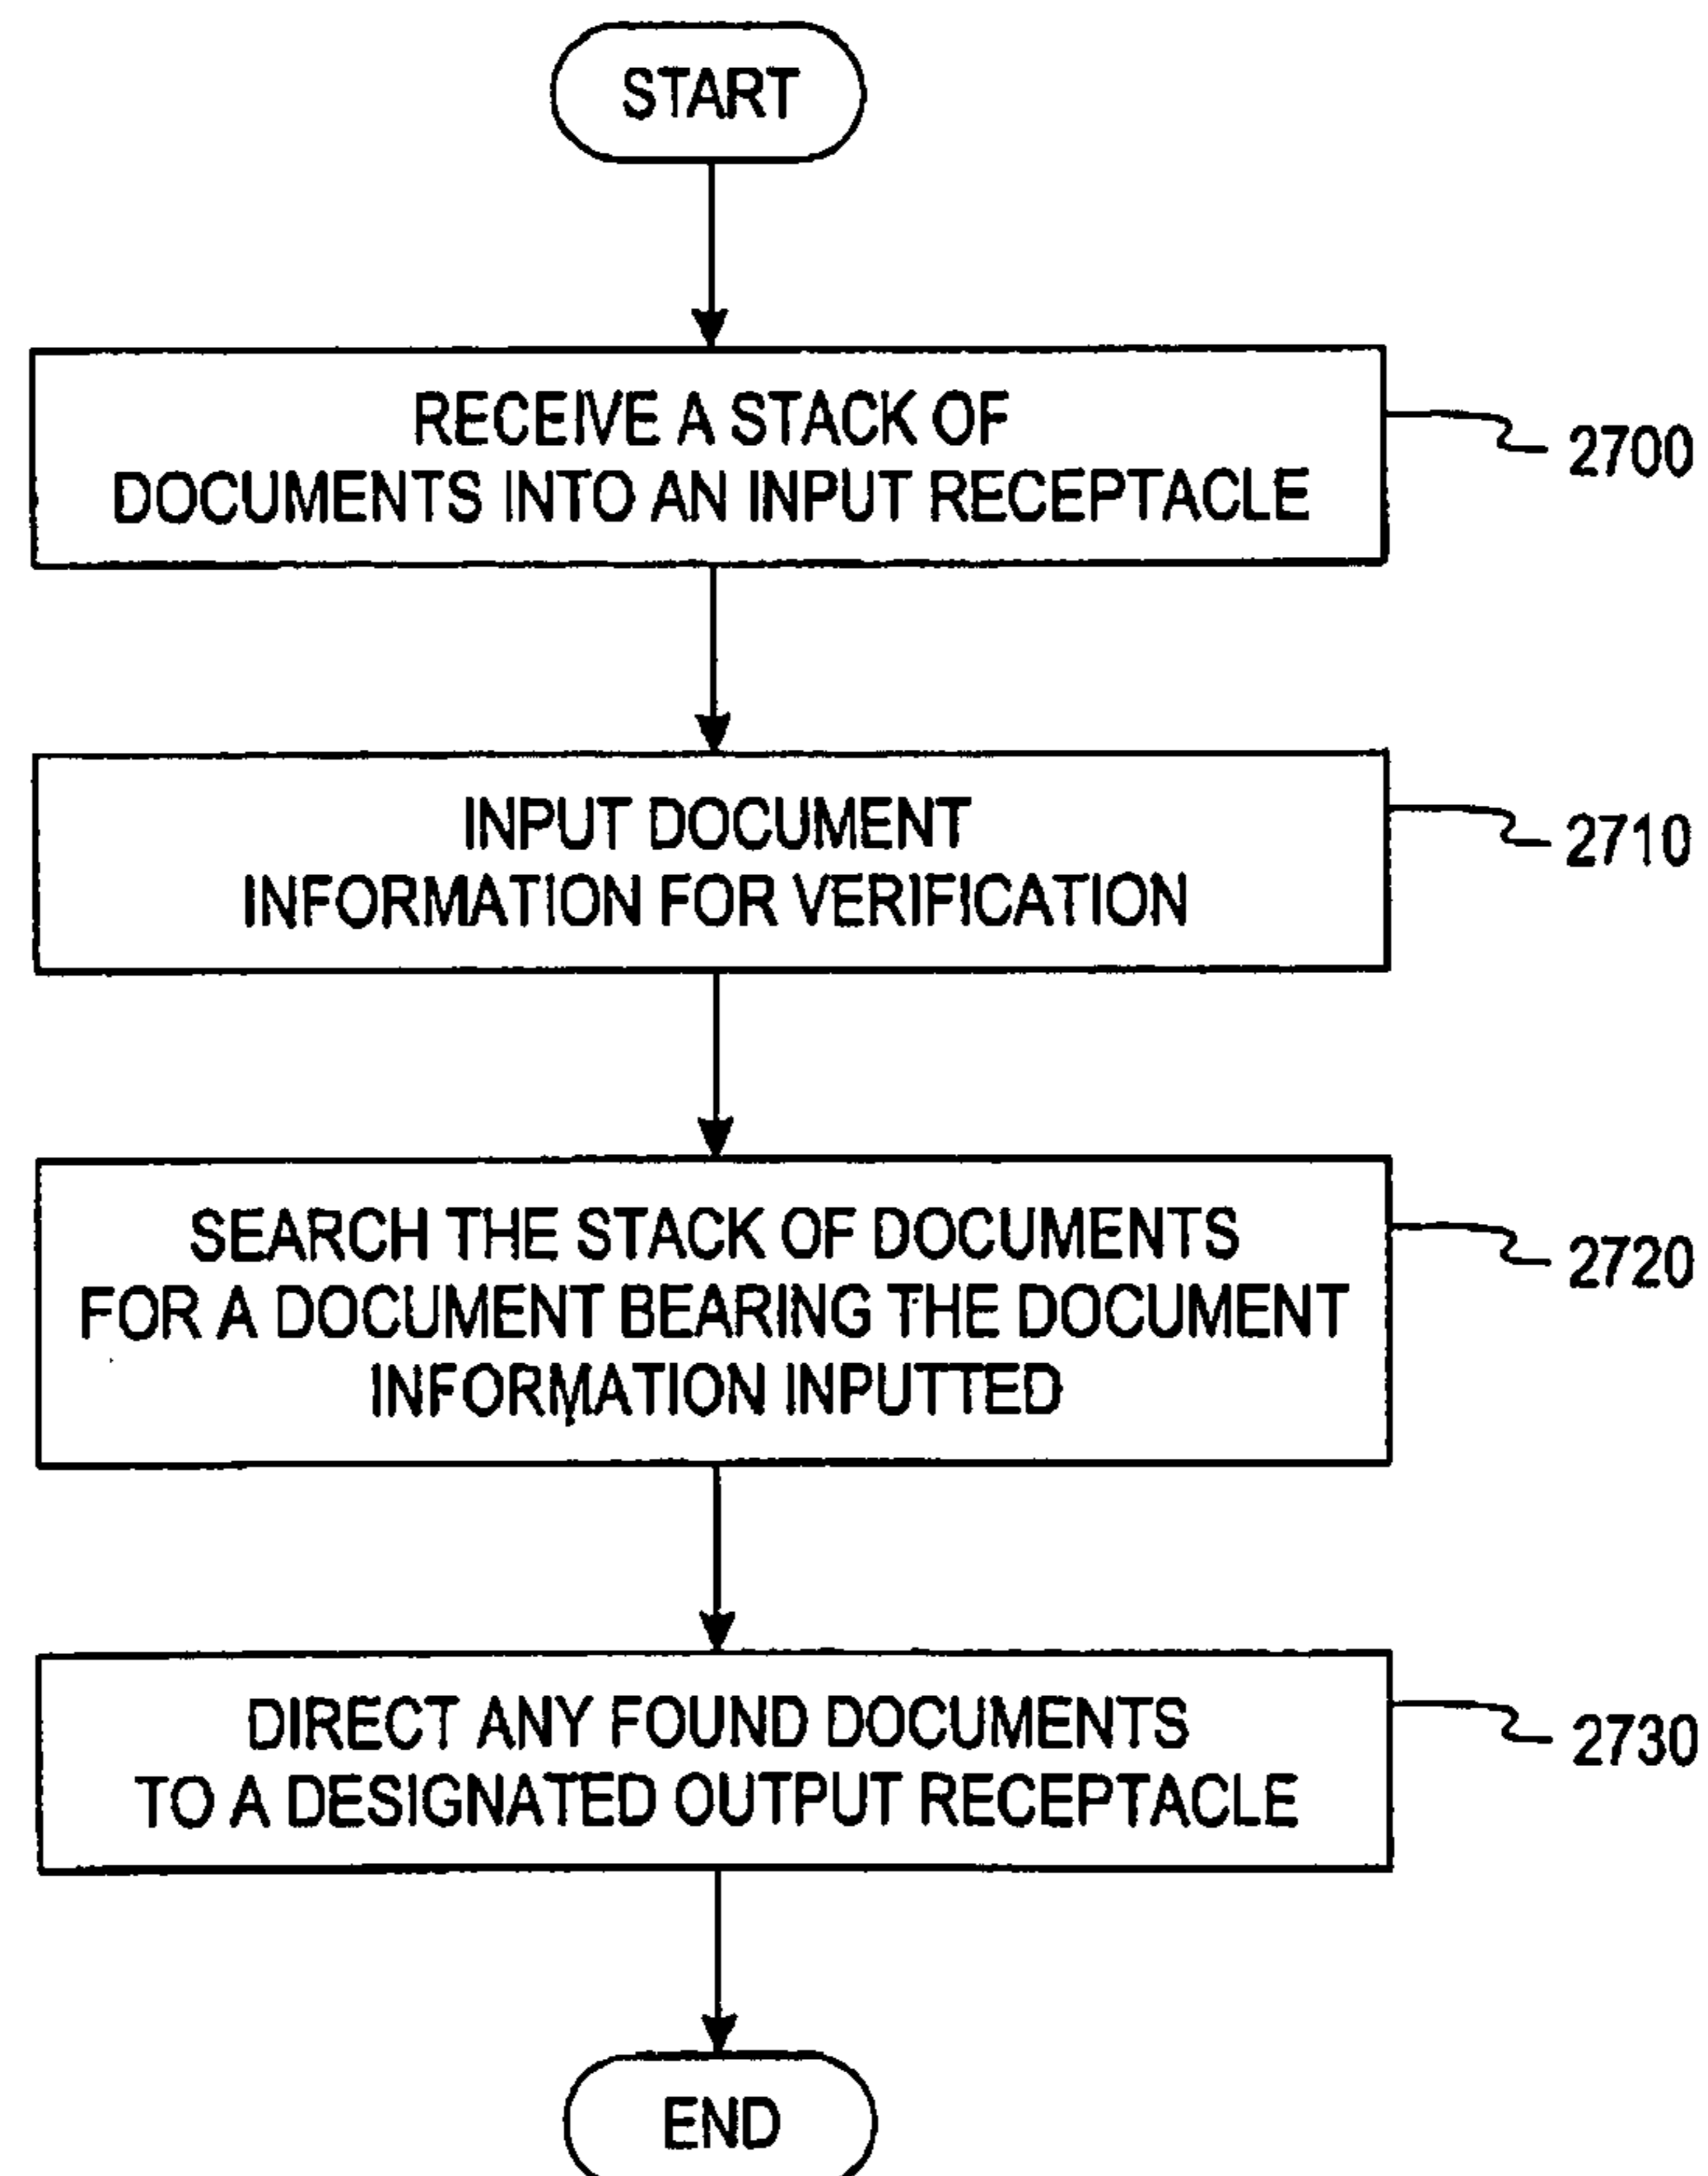 START
RECEIVE A STACK OF
DOCUMENTS INTO AN INPUT RECEPTACLE
2700
INPUT DOCUMENT
INFORMATION FOR VERIFICATION
2710
SEARCH THE STACK OF DOCUMENTS
FOR A DOCUMENT BEARING THE DOCUMENT
INFORMATION INPUTTED
2720
DIRECT ANY FOUND DOCUMENTS
TO A DESIGNATED OUTPUT RECEPTACLE
2730
END